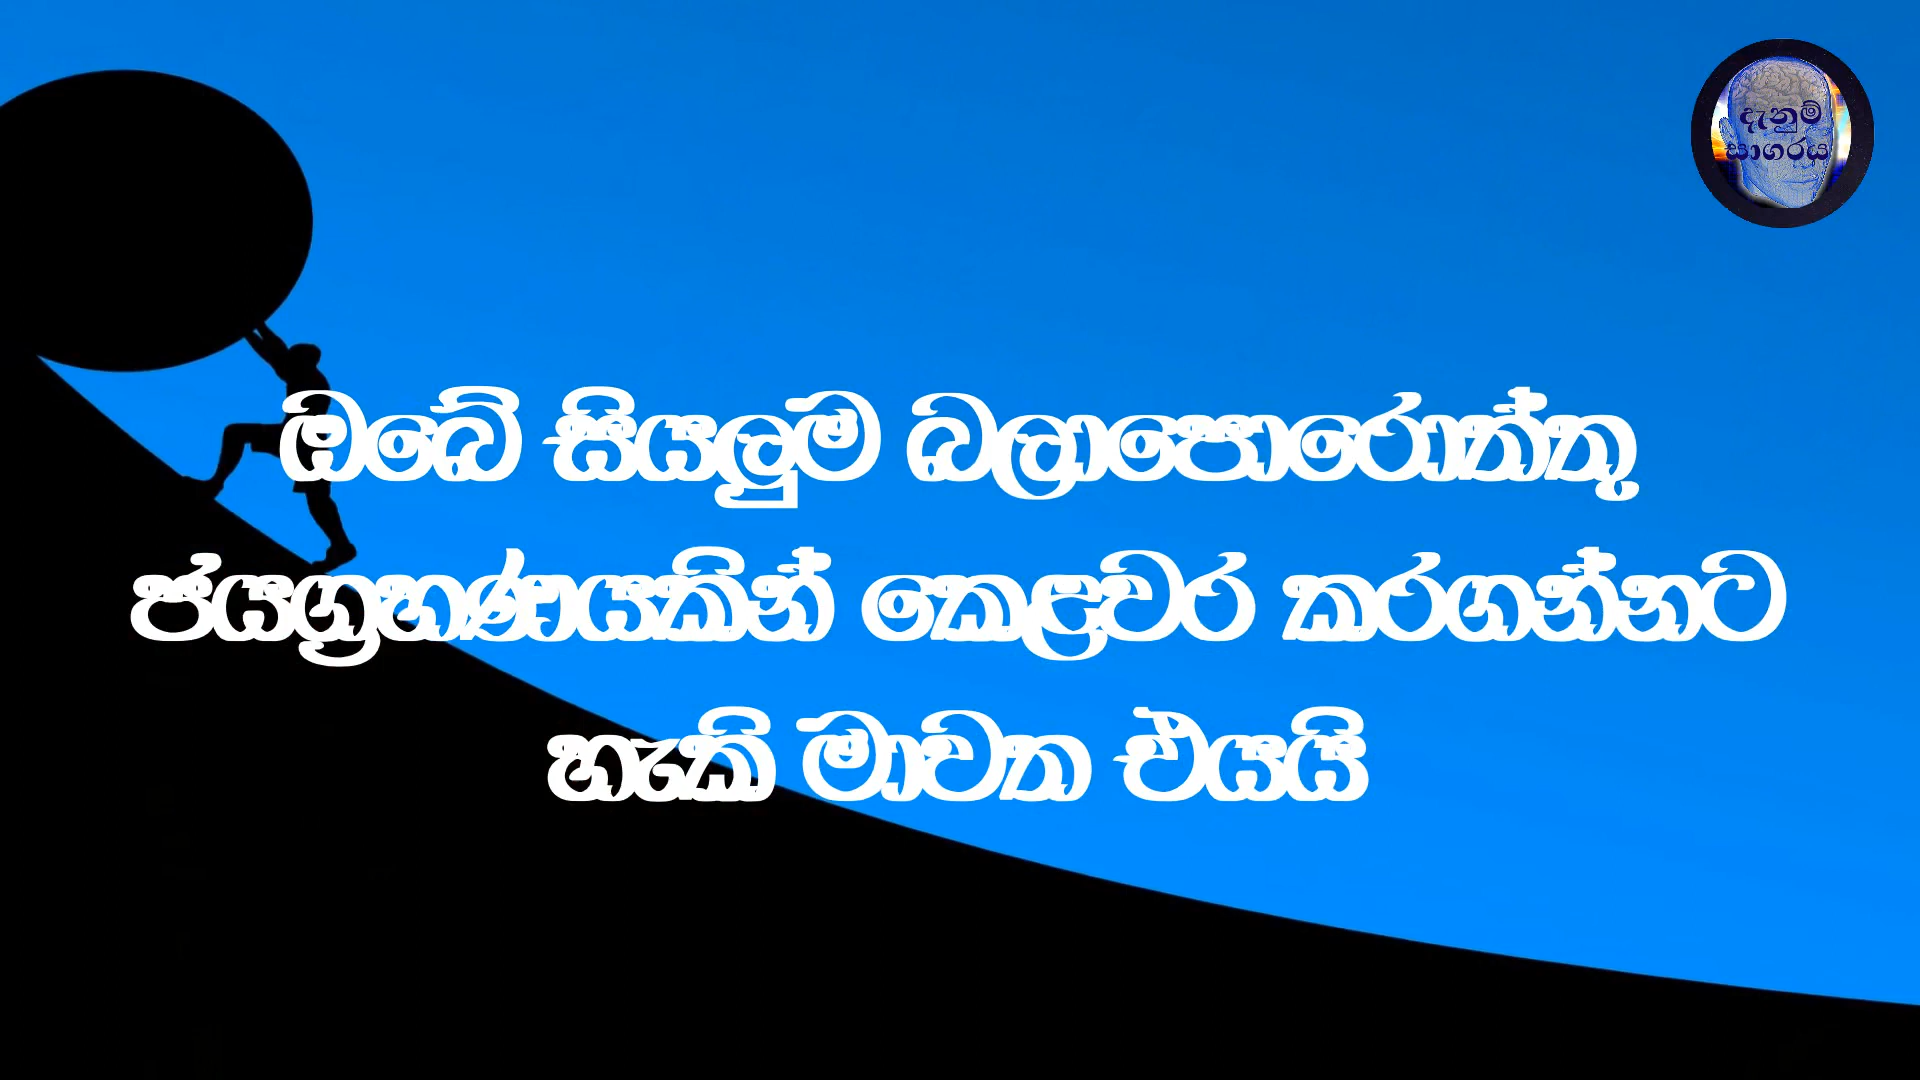 දැනුම්
සාගරය
ඔබේ සියලුම බලාපොරොත්තු
ජයග්‍රහණයකින් කෙළවර කරගන්නට
හැකි මාවත එයයි